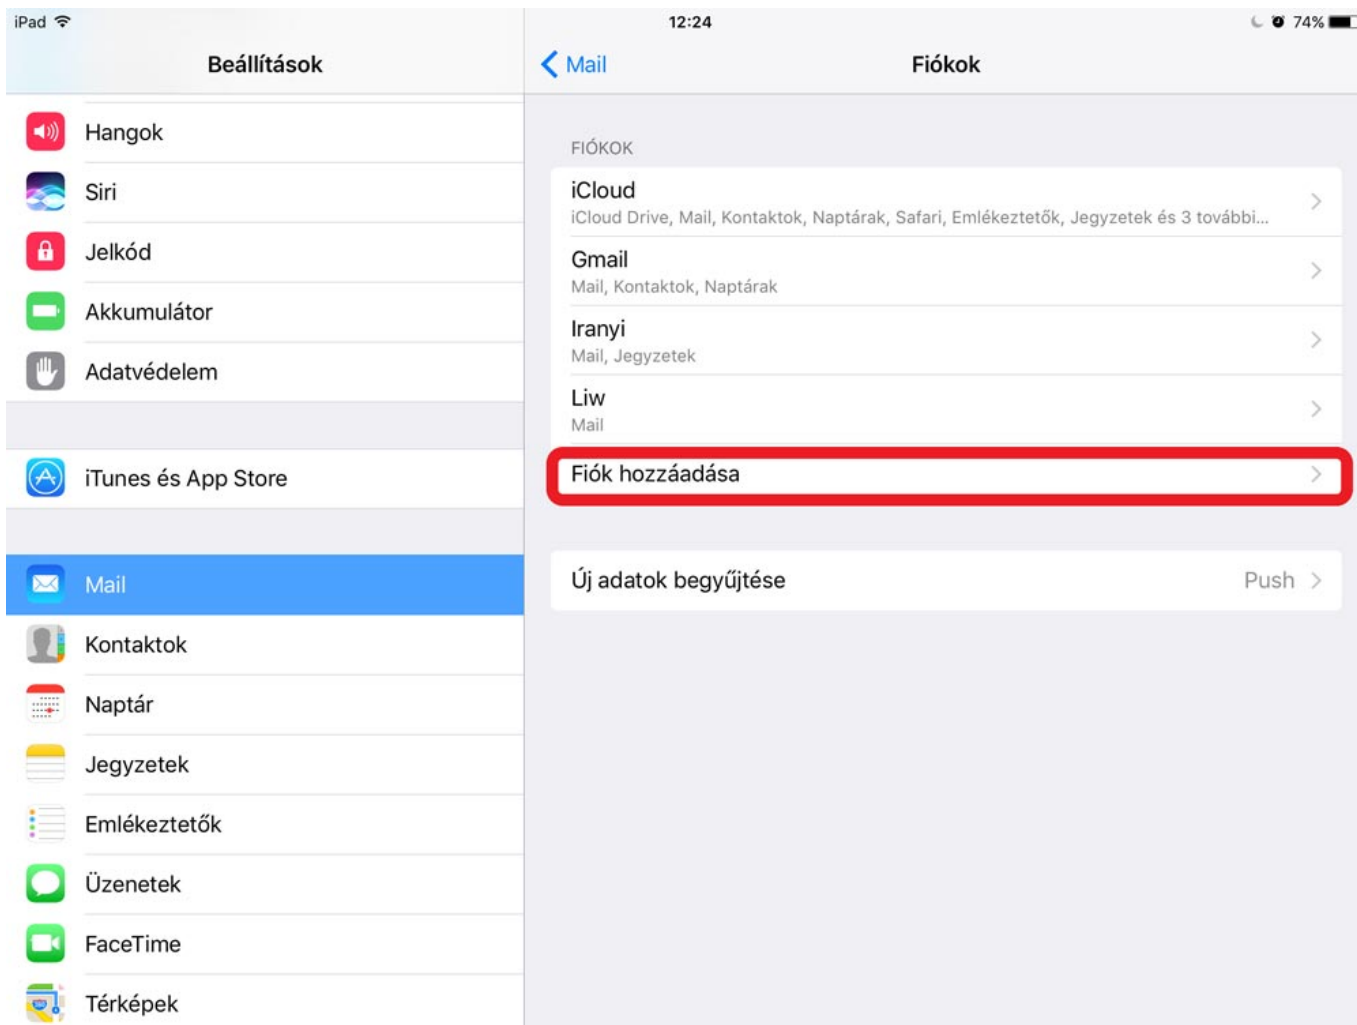 iPad
12:24
74%
Beállítások
Mail
Fiókok
Hangok
Siri
Jelkód
Akkumulátor
Adatvédelem
iTunes és App Store
Mail
Kontaktok
Naptár
Jegyzetek
Emlékeztetők
Üzenetek
FaceTime
Térképek
FIÓKOK
iCloud
iCloud Drive, Mail, Kontaktok, Naptárak, Safari, Emlékeztetők, Jegyzetek és 3 további...
Gmail
Mail, Kontaktok, Naptárak
Iranyi
Mail, Jegyzetek
Liw
Mail
Fiók hozzáadása
Új adatok begyűjtése
Push